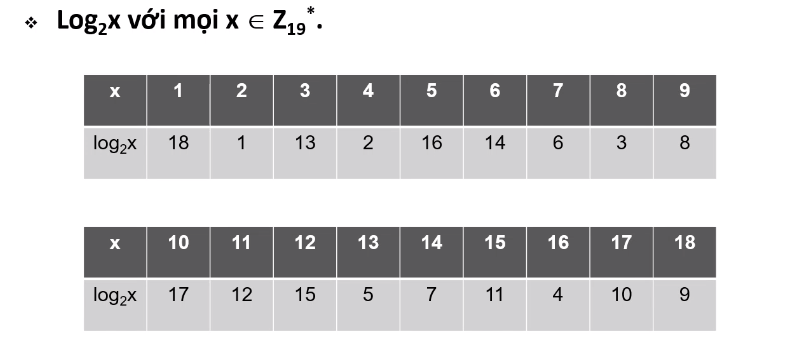 ❖ Log₂x với mọi x ∈ Z₁₉*.
x 1 2 3 4 5 6 7 8 9
log₂x 18 1 13 2 16 14 6 3 8
x 10 11 12 13 14 15 16 17 18
log₂x 17 12 15 5 7 11 4 10 9